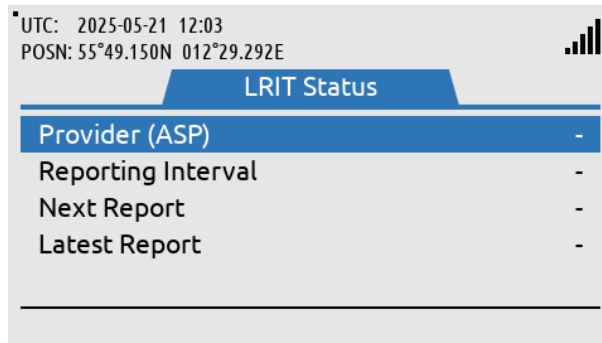 UTC: 2025-05-21 12:03
POSN: 55°49.150N 012°29.292E
LRIT Status
Provider (ASP) -
Reporting Interval -
Next Report -
Latest Report -